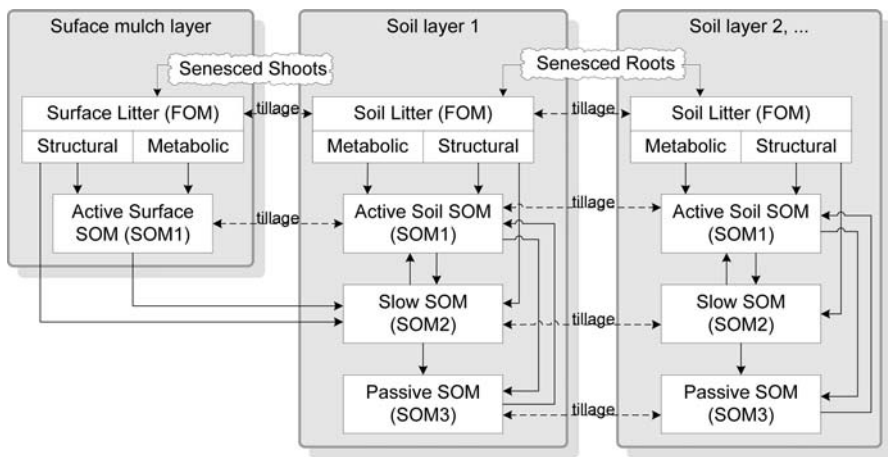 Suface mulch layer
Soil layer 1
Soil layer 2, ...
Senesced Shoots
Senesced Roots
Surface Litter (FOM)
tillage
Soil Litter (FOM)
tillage
Soil Litter (FOM)
Structural
Metabolic
Metabolic
Structural
Metabolic
Structural
Active Surface
SOM (SOM1)
tillage
Active Soil SOM
(SOM1)
tillage
Active Soil SOM
(SOM1)
Slow SOM
(SOM2)
tillage
Slow SOM
(SOM2)
Passive SOM
(SOM3)
tillage
Passive SOM
(SOM3)